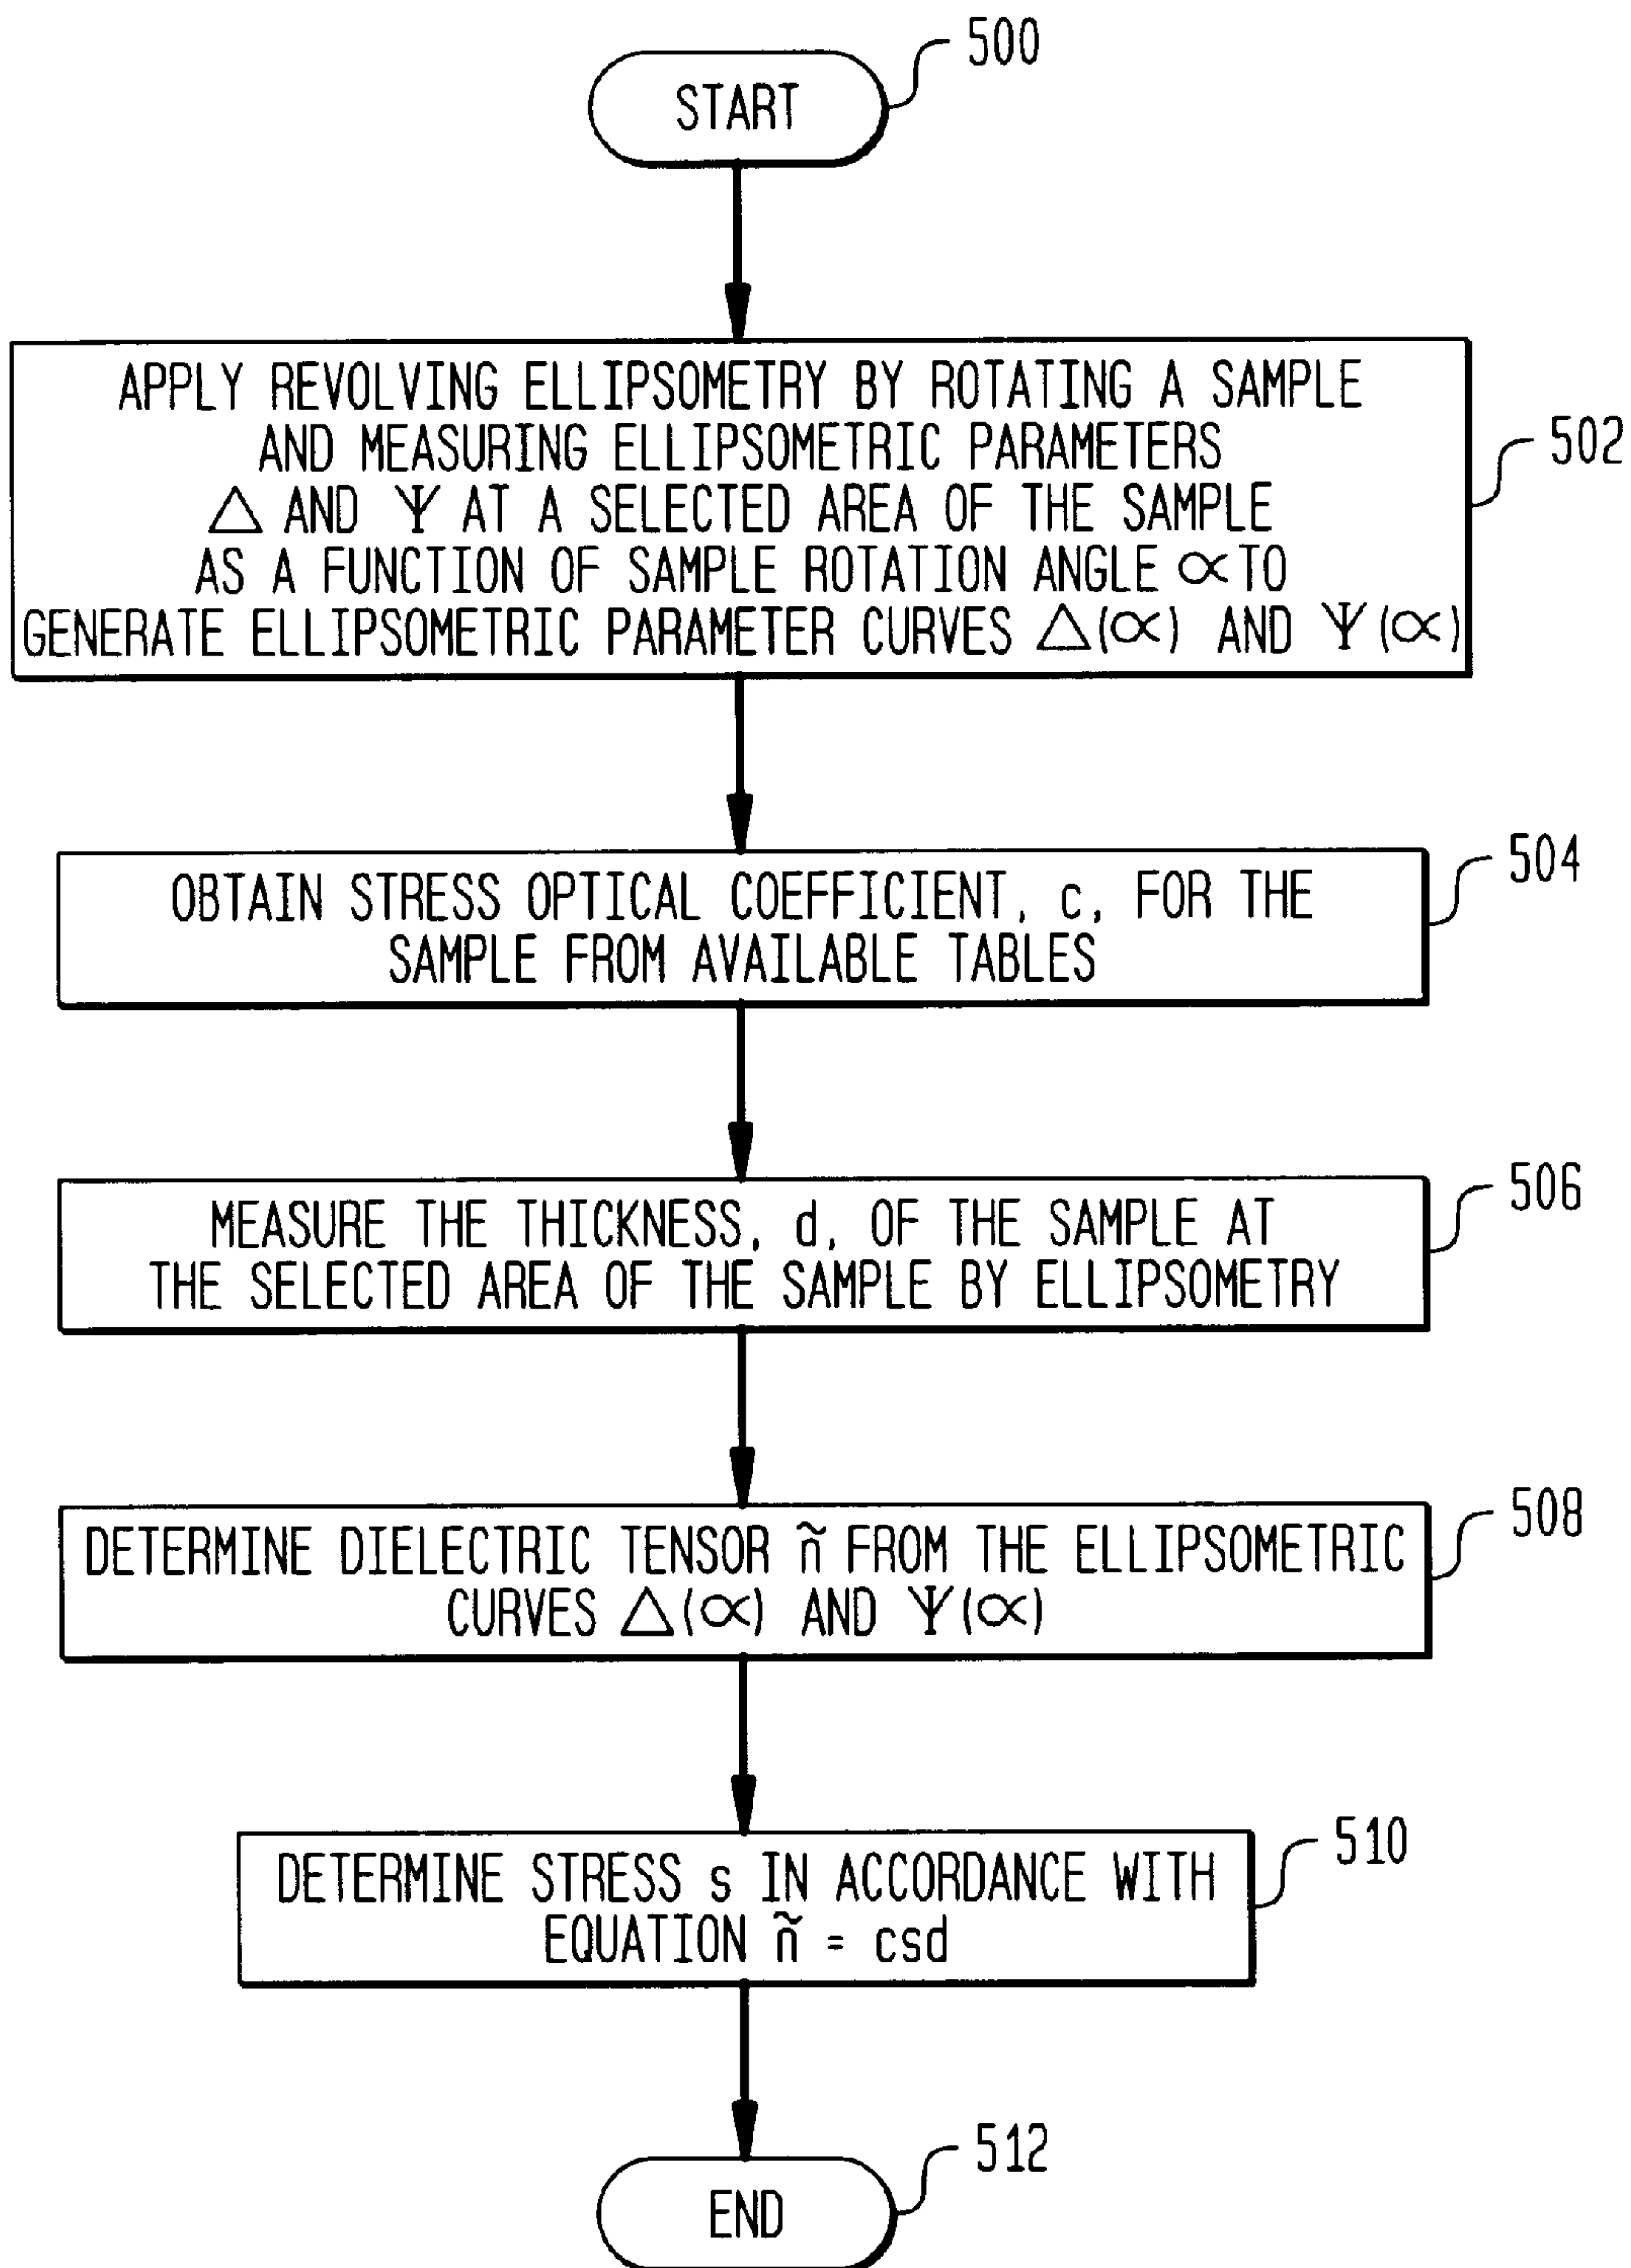 500
START
APPLY REVOLVING ELLIPSOMETRY BY ROTATING A SAMPLE
AND MEASURING ELLIPSOMETRIC PARAMETERS
Δ AND Ψ AT A SELECTED AREA OF THE SAMPLE
AS A FUNCTION OF SAMPLE ROTATION ANGLE ∝ TO
GENERATE ELLIPSOMETRIC PARAMETER CURVES Δ(∝) AND Ψ(∝)
502
OBTAIN STRESS OPTICAL COEFFICIENT, c, FOR THE
SAMPLE FROM AVAILABLE TABLES
504
MEASURE THE THICKNESS, d, OF THE SAMPLE AT
THE SELECTED AREA OF THE SAMPLE BY ELLIPSOMETRY
506
DETERMINE DIELECTRIC TENSOR ñ FROM THE ELLIPSOMETRIC
CURVES Δ(∝) AND Ψ(∝)
508
DETERMINE STRESS s IN ACCORDANCE WITH
EQUATION ñ = csd
510
END
512